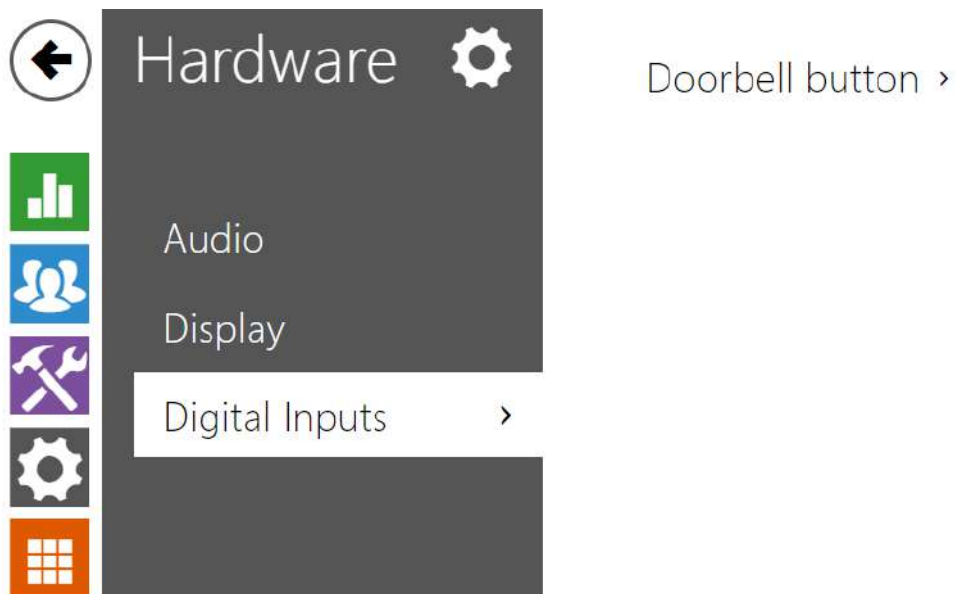 Hardware
Doorbell button ›
Audio
Display
Digital Inputs ›